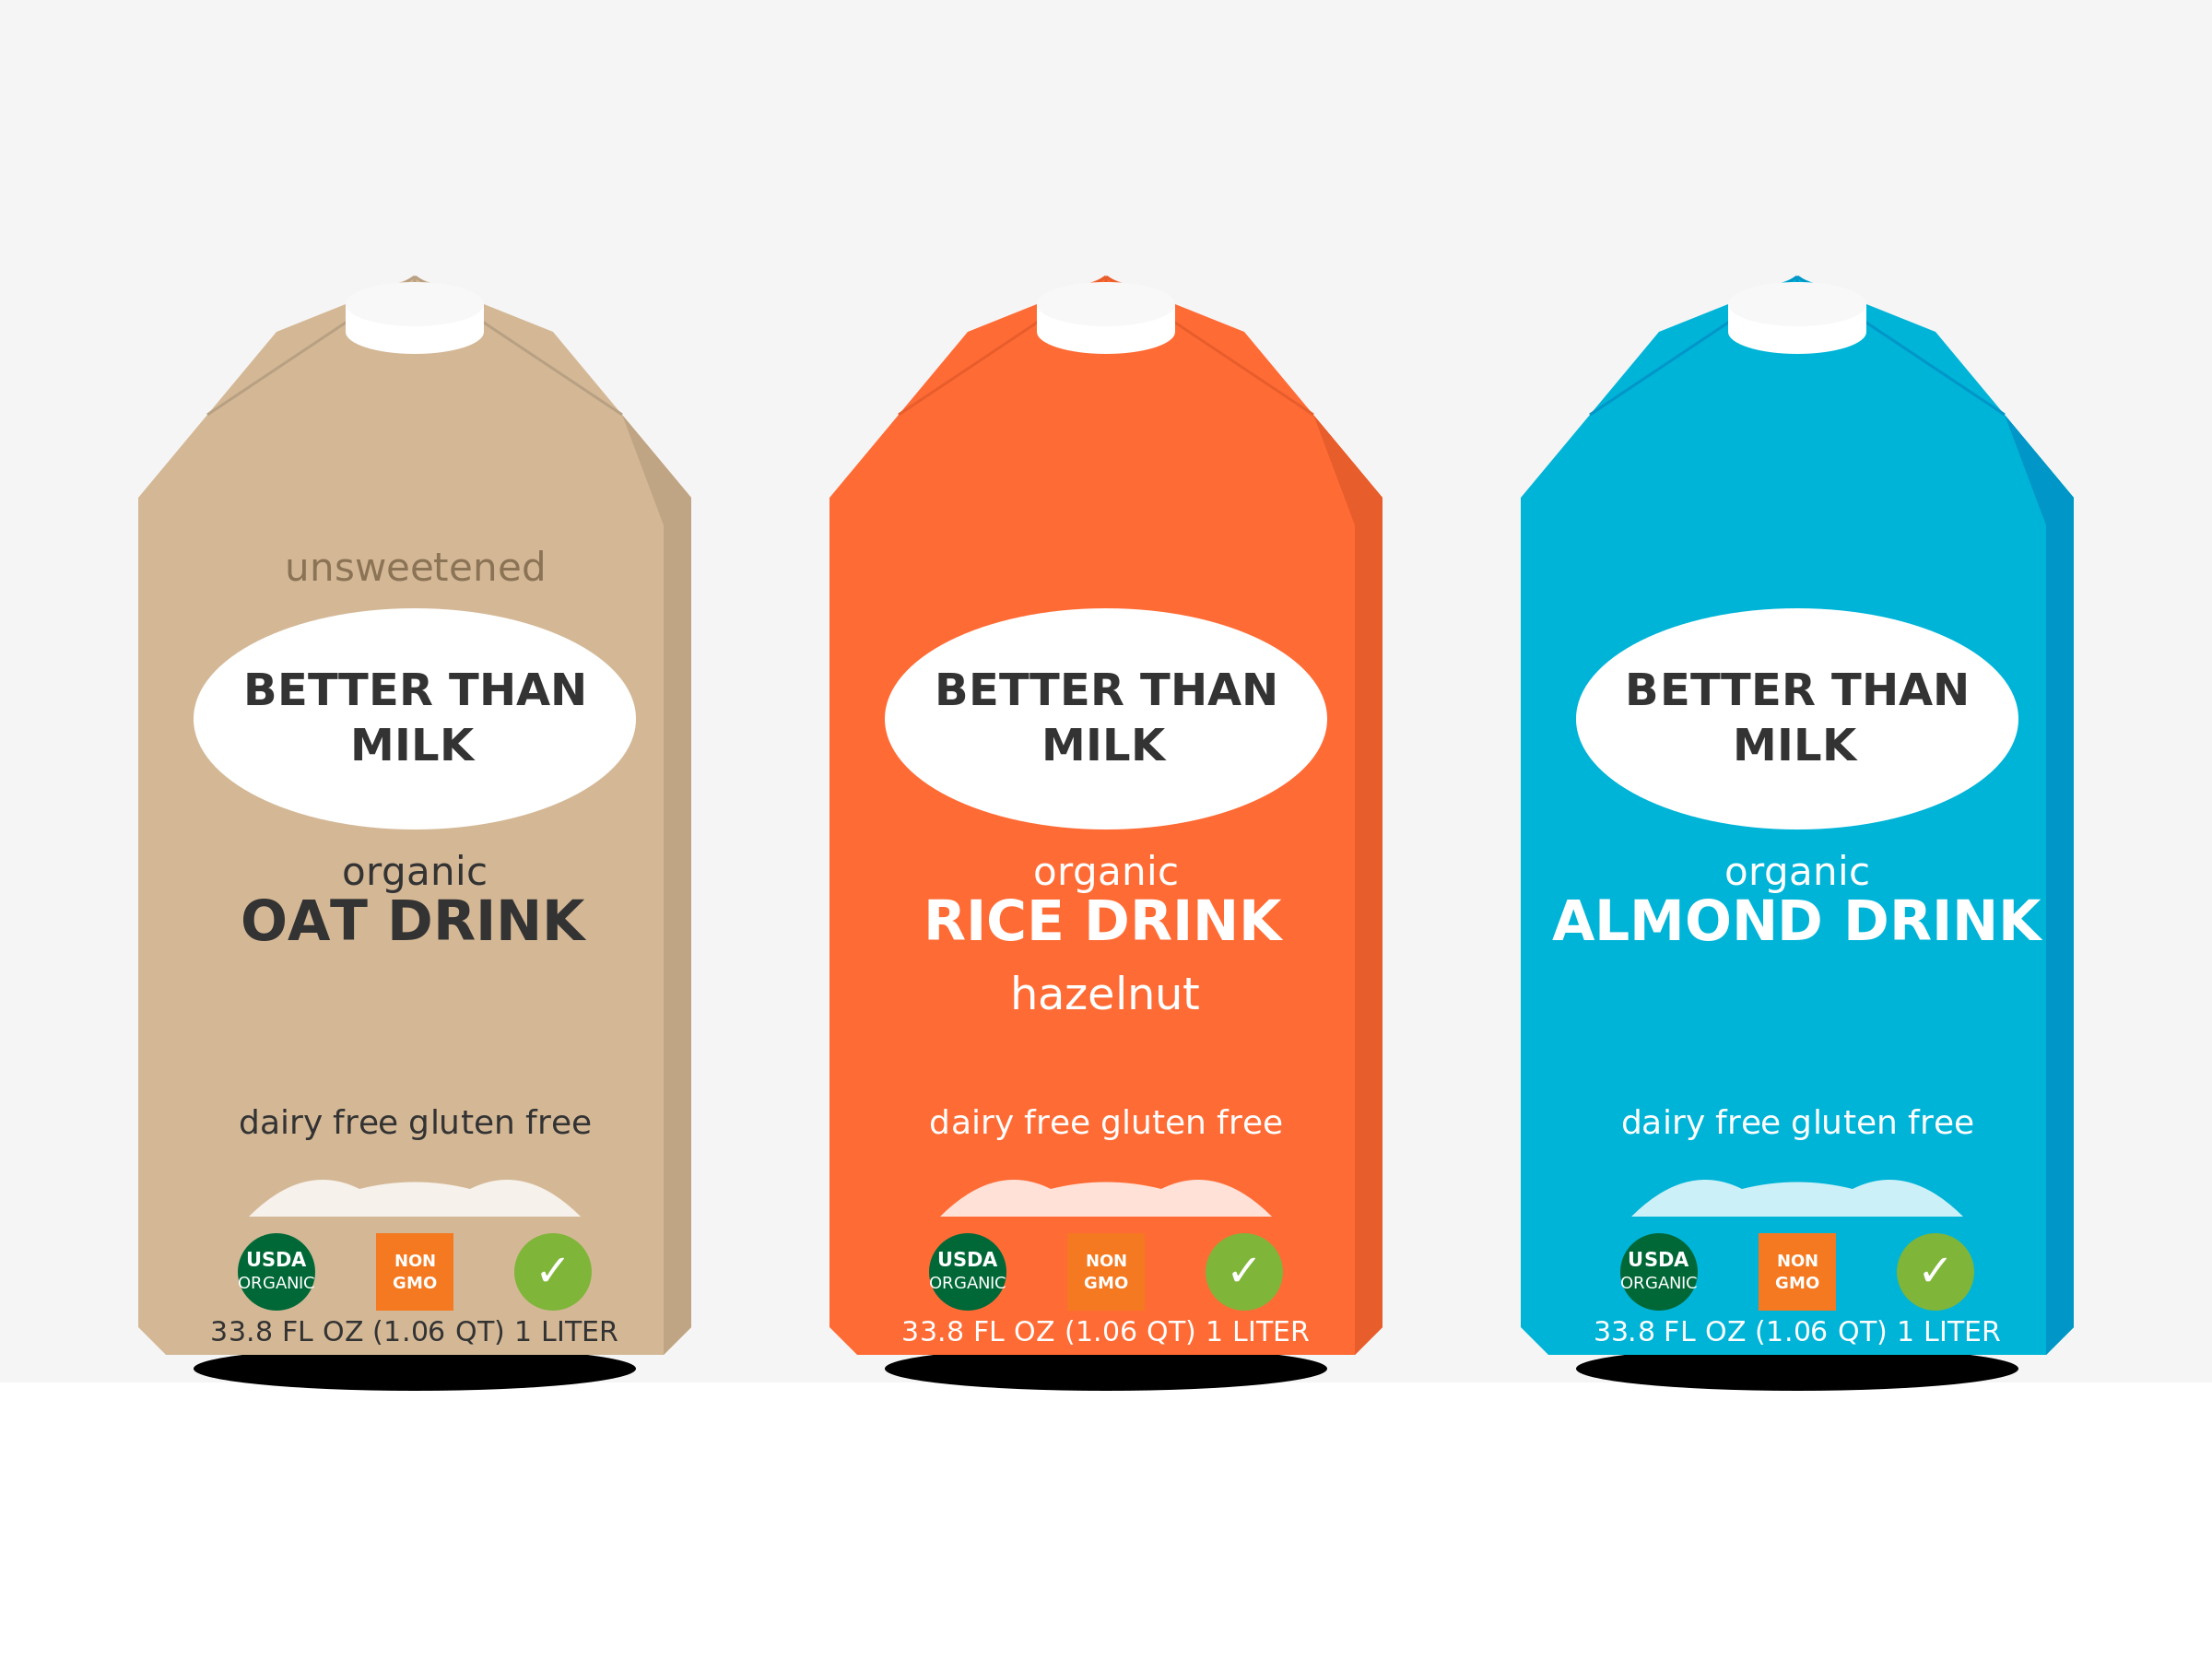 unsweetened
BETTER THAN
MILK
organic
OAT DRINK
dairy free gluten free
USDA
ORGANIC
NON
GMO
✓
33.8 FL OZ (1.06 QT) 1 LITER
BETTER THAN
MILK
organic
RICE DRINK
hazelnut
dairy free gluten free
USDA
ORGANIC
NON
GMO
✓
33.8 FL OZ (1.06 QT) 1 LITER
BETTER THAN
MILK
organic
ALMOND DRINK
dairy free gluten free
USDA
ORGANIC
NON
GMO
✓
33.8 FL OZ (1.06 QT) 1 LITER